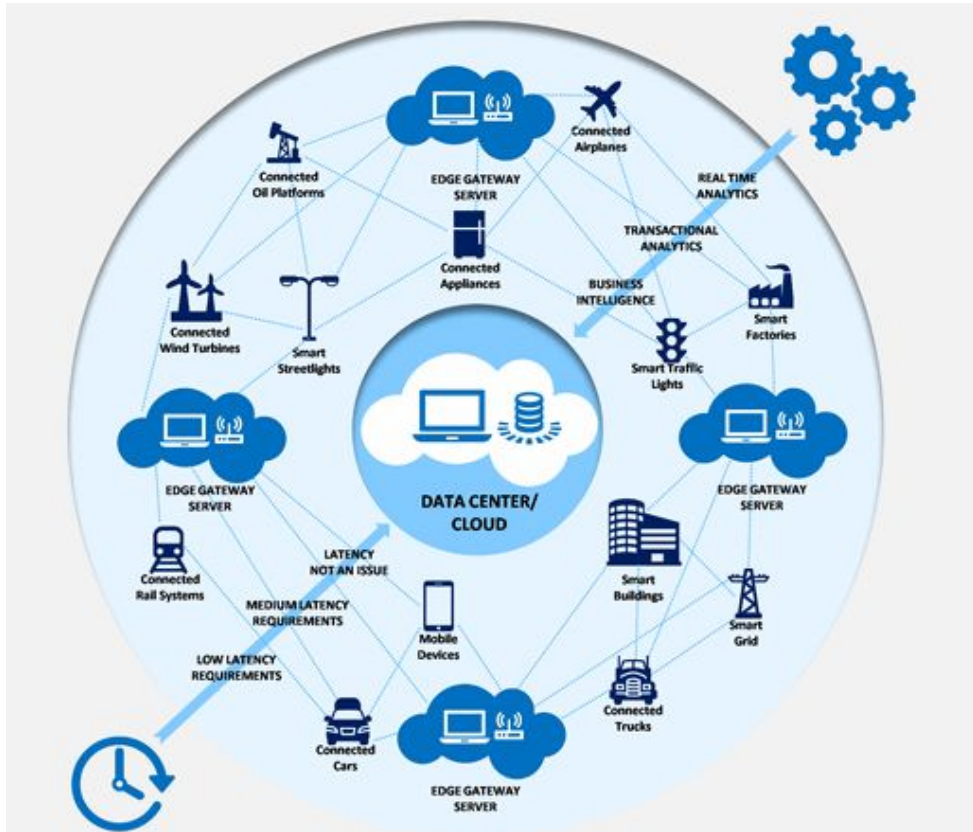 Connected
Airplanes
Connected
Oil Platforms
EDGE GATEWAY
SERVER
REAL TIME
ANALYTICS
TRANSACTIONAL
ANALYTICS
Connected
Appliances
BUSINESS
INTELLIGENCE
Connected
Wind Turbines
Smart
Streetlights
Smart
Factories
Smart Traffic
Lights
EDGE GATEWAY
SERVER
DATA CENTER/
CLOUD
EDGE GATEWAY
SERVER
LATENCY
NOT AN ISSUE
Connected
Rail Systems
Smart
Buildings
MEDIUM LATENCY
REQUIREMENTS
Mobile
Devices
Smart
Grid
LOW LATENCY
REQUIREMENTS
Connected
Trucks
Connected
Cars
EDGE GATEWAY
SERVER